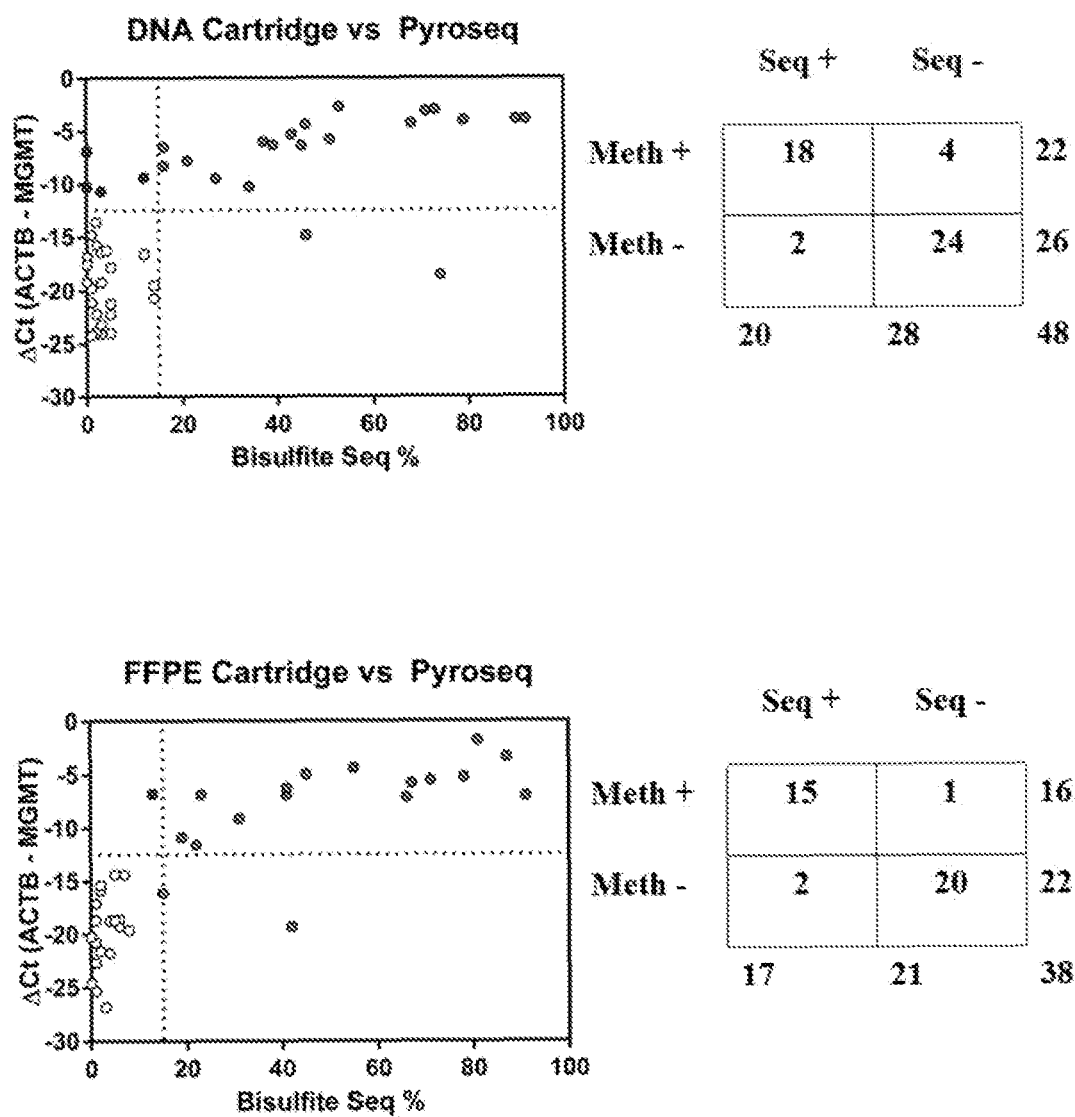 DNA Cartridge vs Pyroseq
ΔCt (ACTB - MGMT)
0
-5
-10
-15
-20
-25
-30
0 20 40 60 80 100
Bisulfite Seq %
Seq + Seq -
Meth + 18 4 22
Meth - 2 24 26
20 28 48
FFPE Cartridge vs Pyroseq
ΔCt (ACTB - MGMT)
0
-5
-10
-15
-20
-25
-30
0 20 40 60 80 100
Bisulfite Seq %
Seq + Seq -
Meth + 15 1 16
Meth - 2 20 22
17 21 38